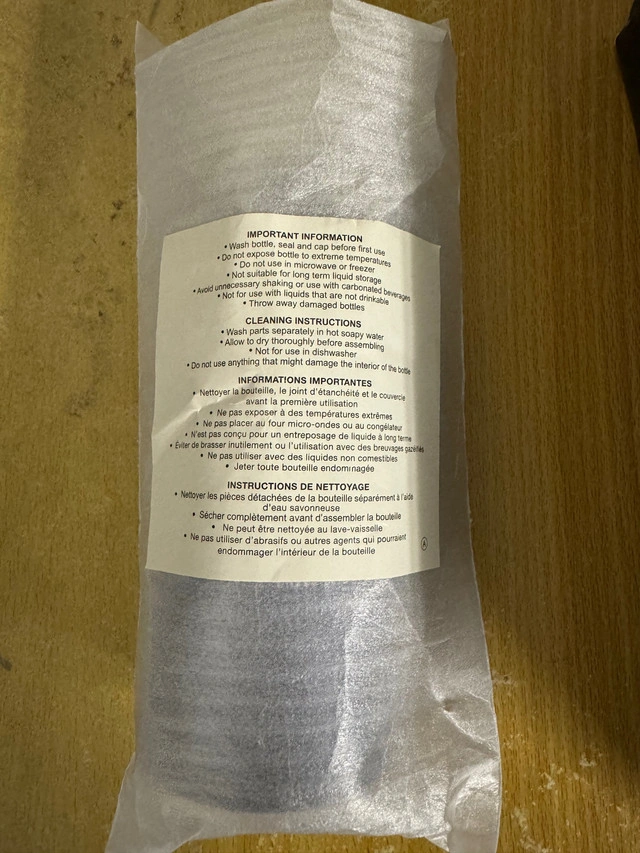 IMPORTANT INFORMATION
• Wash bottle, seal and cap before first use
• Do not expose bottle to extreme temperatures
• Do not use in microwave or freezer
• Not suitable for long term liquid storage
• Avoid unnecessary shaking or use with carbonated beverages
• Not for use with liquids that are not drinkable
• Throw away damaged bottles
CLEANING INSTRUCTIONS
• Wash parts separately in hot soapy water
• Allow to dry thoroughly before assembling
• Not for use in dishwasher
• Do not use anything that might damage the interior of the bottle
INFORMATIONS IMPORTANTES
• Nettoyer la bouteille, le joint d'étanchéité et le couvercle
avant la première utilisation
• Ne pas exposer à des températures extrêmes
• Ne pas placer au four micro-ondes ou au congélateur
• N'est pas conçu pour un entreposage de liquide à long terme
• Éviter de brasser inutilement ou l'utilisation avec des breuvages gazéifiés
• Ne pas utiliser avec des liquides non comestibles
• Jeter toute bouteille endommagée
INSTRUCTIONS DE NETTOYAGE
• Nettoyer les pièces détachées de la bouteille séparément à l'aide
d'eau savonneuse
• Sécher complètement avant d'assembler la bouteille
• Ne peut être nettoyée au lave-vaisselle
• Ne pas utiliser d'abrasifs ou autres agents qui pourraient
endommager l'intérieur de la bouteille
A